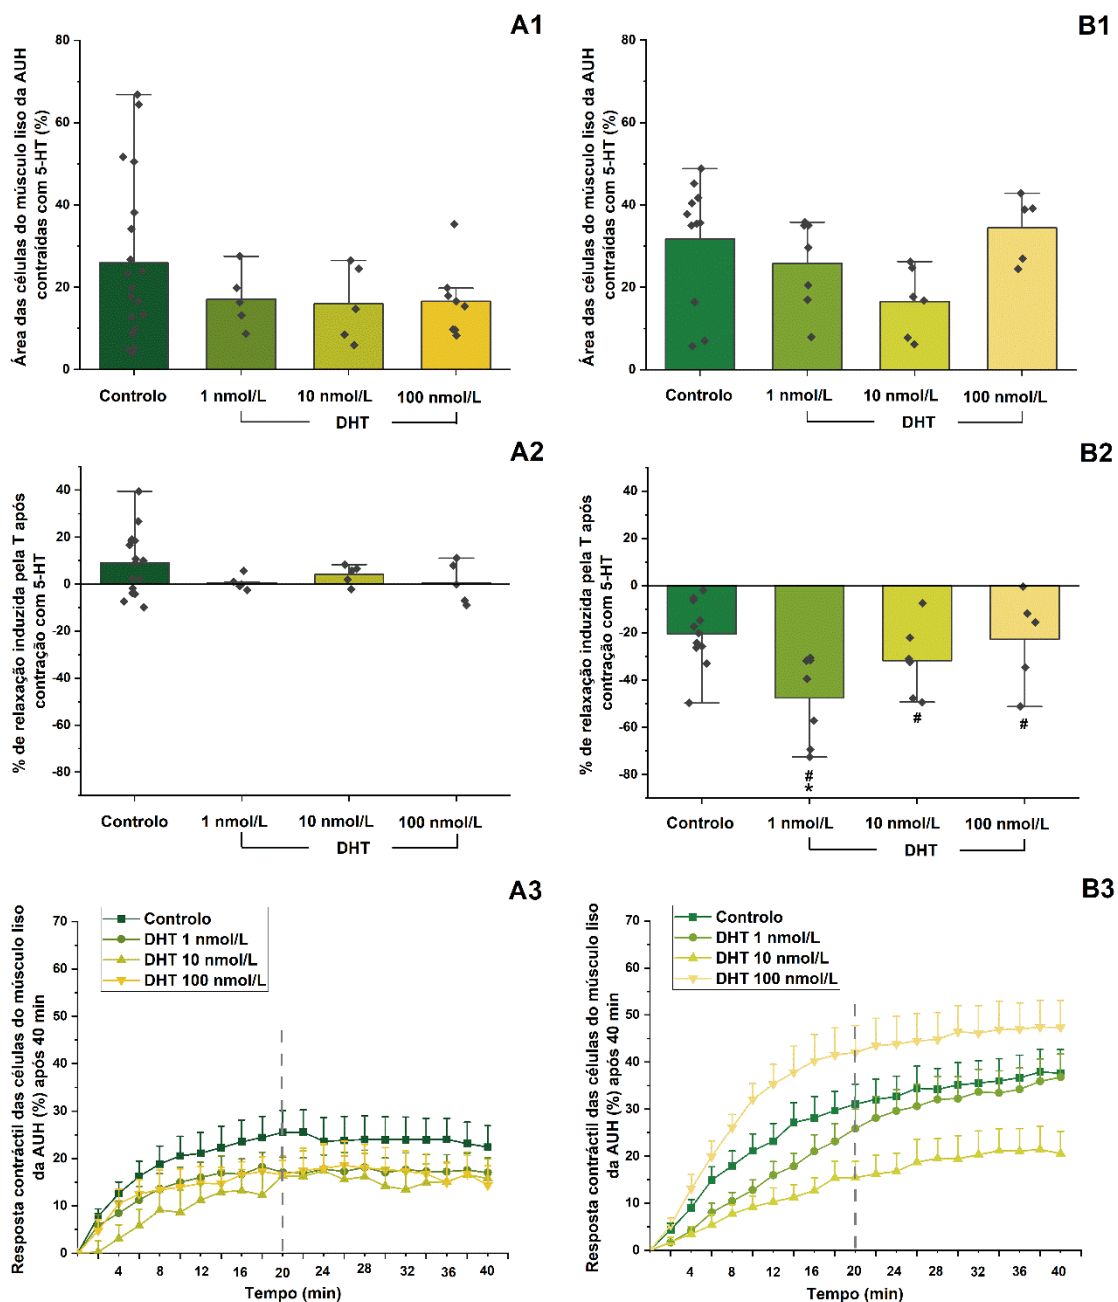 A1
Área das células do músculo liso da AUH
contraídas com 5-HT (%)
80
60
40
20
0
Controlo
1 nmol/L
10 nmol/L
100 nmol/L
DHT
B1
Área das células do músculo liso da AUH
contraídas com 5-HT (%)
80
60
40
20
0
Controlo
1 nmol/L
10 nmol/L
100 nmol/L
DHT
A2
% de relaxação induzida pela T após
contração com 5-HT
40
20
0
-20
-40
-60
-80
Controlo
1 nmol/L
10 nmol/L
100 nmol/L
DHT
B2
% de relaxação induzida pela T após
contração com 5-HT
40
20
0
-20
-40
-60
-80
#
*
#
#
Controlo
1 nmol/L
10 nmol/L
100 nmol/L
DHT
A3
Resposta contráctil das células do músculo liso
da AUH (%) após 40 min
70
60
50
40
30
20
10
0
Controlo
DHT 1 nmol/L
DHT 10 nmol/L
DHT 100 nmol/L
4 8 12 16 20 24 28 32 36 40
Tempo (min)
B3
Resposta contráctil das células do músculo liso
da AUH (%) após 40 min
70
60
50
40
30
20
10
0
Controlo
DHT 1 nmol/L
DHT 10 nmol/L
DHT 100 nmol/L
4 8 12 16 20 24 28 32 36 40
Tempo (min)